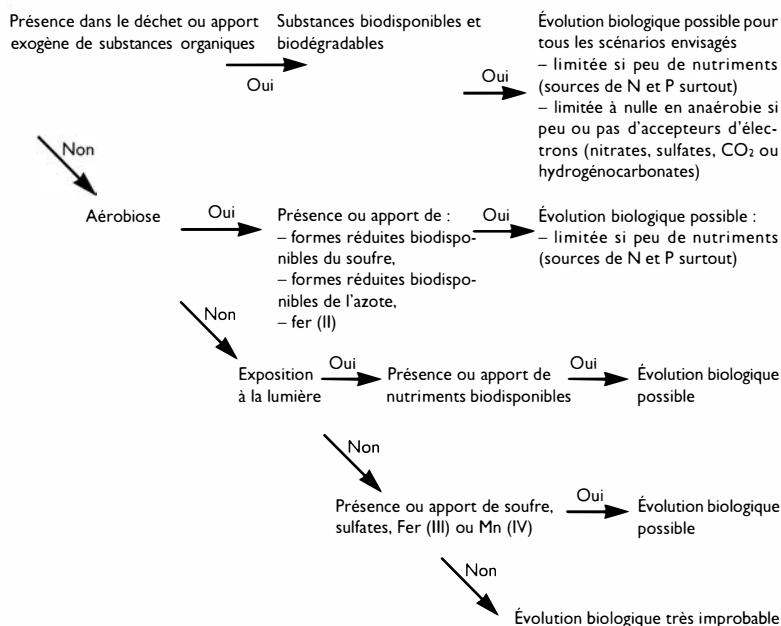 Présence dans le déchet ou apport
exogène de substances organiques
Oui
Substances biodisponibles et
biodégradables
Oui
Évolution biologique possible pour
tous les scénarios envisagés
– limitée si peu de nutriments
(sources de N et P surtout)
– limitée à nulle en anaérobie si
peu ou pas d'accepteurs d'élec-
trons (nitrates, sulfates, CO₂ ou
hydrogénocarbonates)
Non
Aérobiose
Oui
Présence ou apport de :
– formes réduites biodispo-
nibles du soufre,
– formes réduites biodispo-
nibles de l'azote,
– fer (II)
Oui
Évolution biologique possible :
– limitée si peu de nutriments
(sources de N et P surtout)
Non
Exposition
à la lumière
Oui
Présence ou apport de
nutriments biodisponibles
Oui
Évolution biologique
possible
Non
Présence ou apport de soufre,
sulfates, Fer (III) ou Mn (IV)
Oui
Évolution biologique
possible
Non
Évolution biologique très improbable